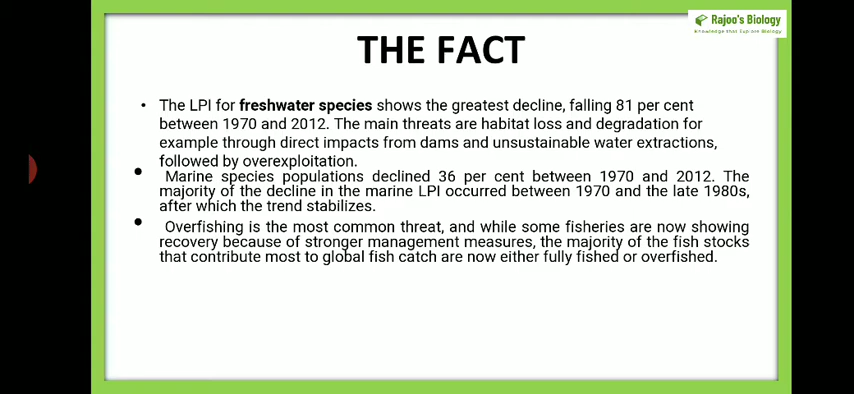 Rajoo's Biology
Knowledge that Explore Biology
THE FACT
• The LPI for freshwater species shows the greatest decline, falling 81 per cent
between 1970 and 2012. The main threats are habitat loss and degradation for
example through direct impacts from dams and unsustainable water extractions,
followed by overexploitation.
• Marine species populations declined 36 per cent between 1970 and 2012. The
majority of the decline in the marine LPI occurred between 1970 and the late 1980s,
after which the trend stabilizes.
• Overfishing is the most common threat, and while some fisheries are now showing
recovery because of stronger management measures, the majority of the fish stocks
that contribute most to global fish catch are now either fully fished or overfished.